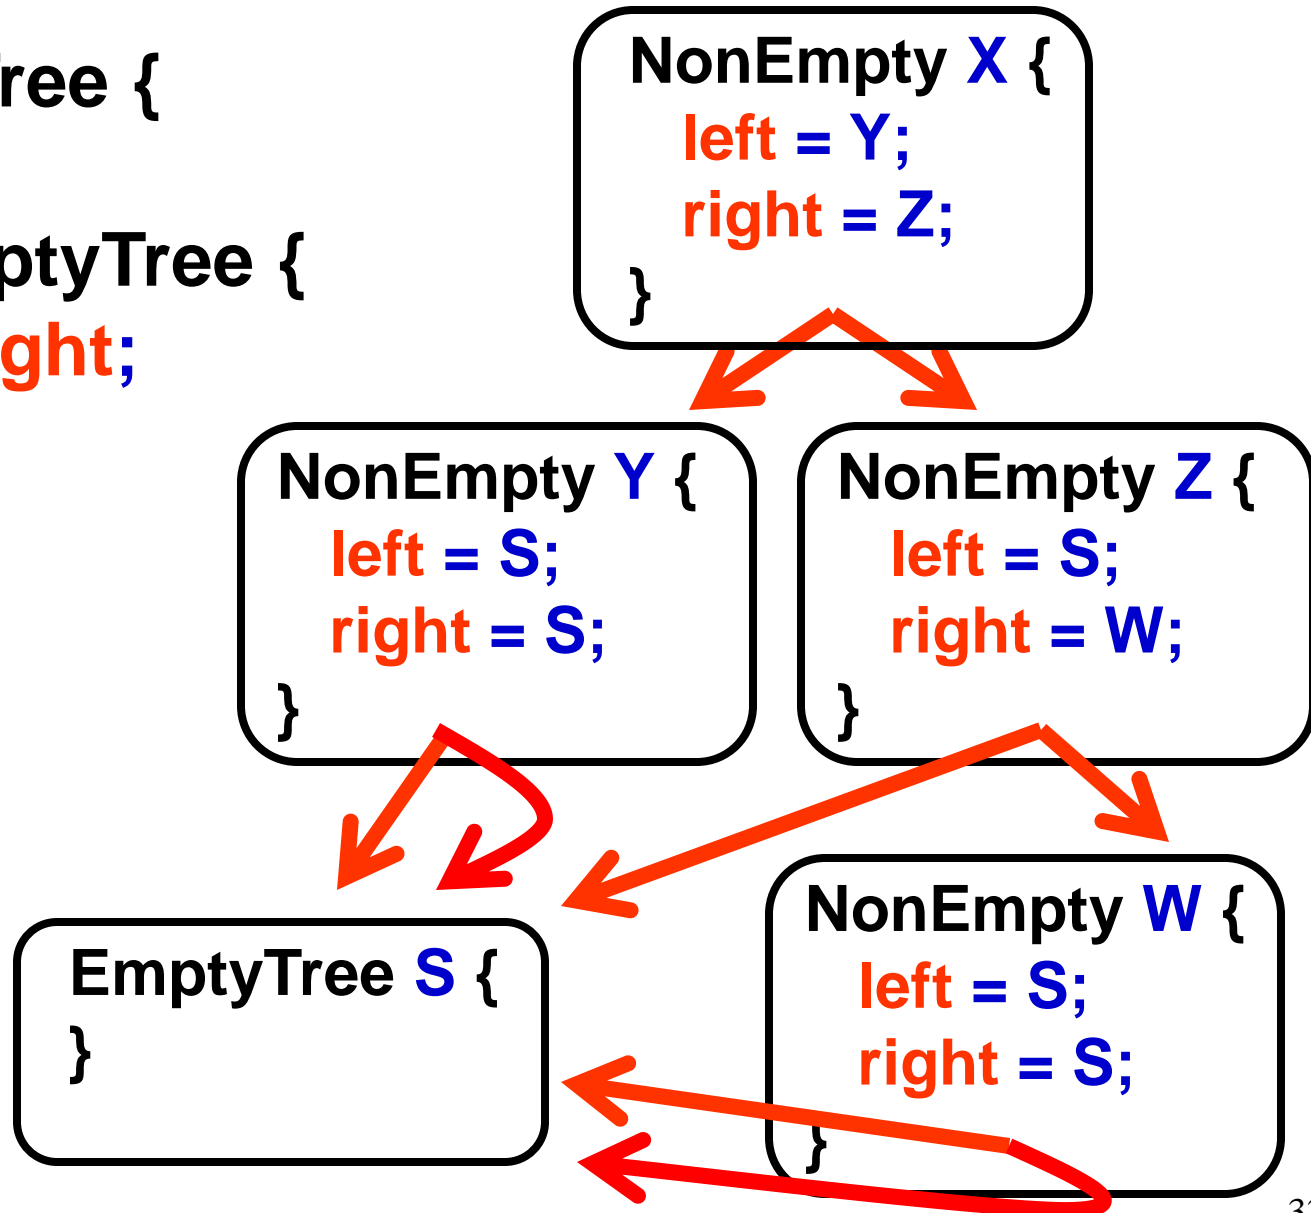 ree {
ptyTree {
ght;
NonEmpty X {
left = Y;
right = Z;
}
NonEmpty Y {
left = S;
right = S;
}
NonEmpty Z {
left = S;
right = W;
}
EmptyTree S {
}
NonEmpty W {
left = S;
right = S;
}